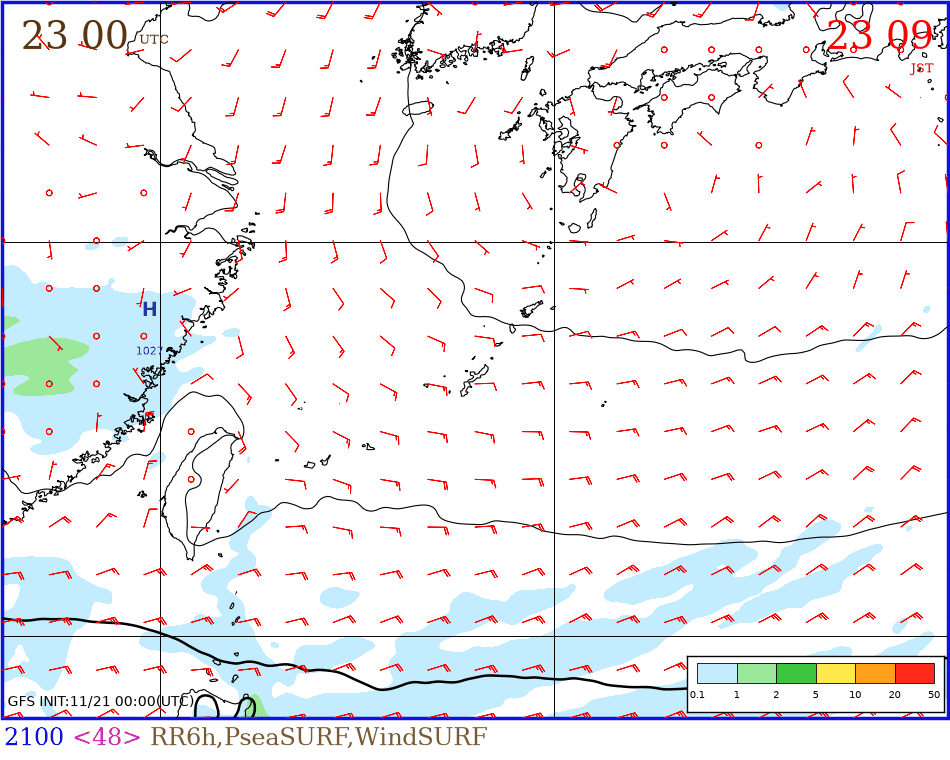 23 00 UTC
23 09
JST
H
1027
0.1 1 2 5 10 20 50
GFS INIT:11/21 00:00(UTC)
2100 <48> RR6h,PseaSURF,WindSURF